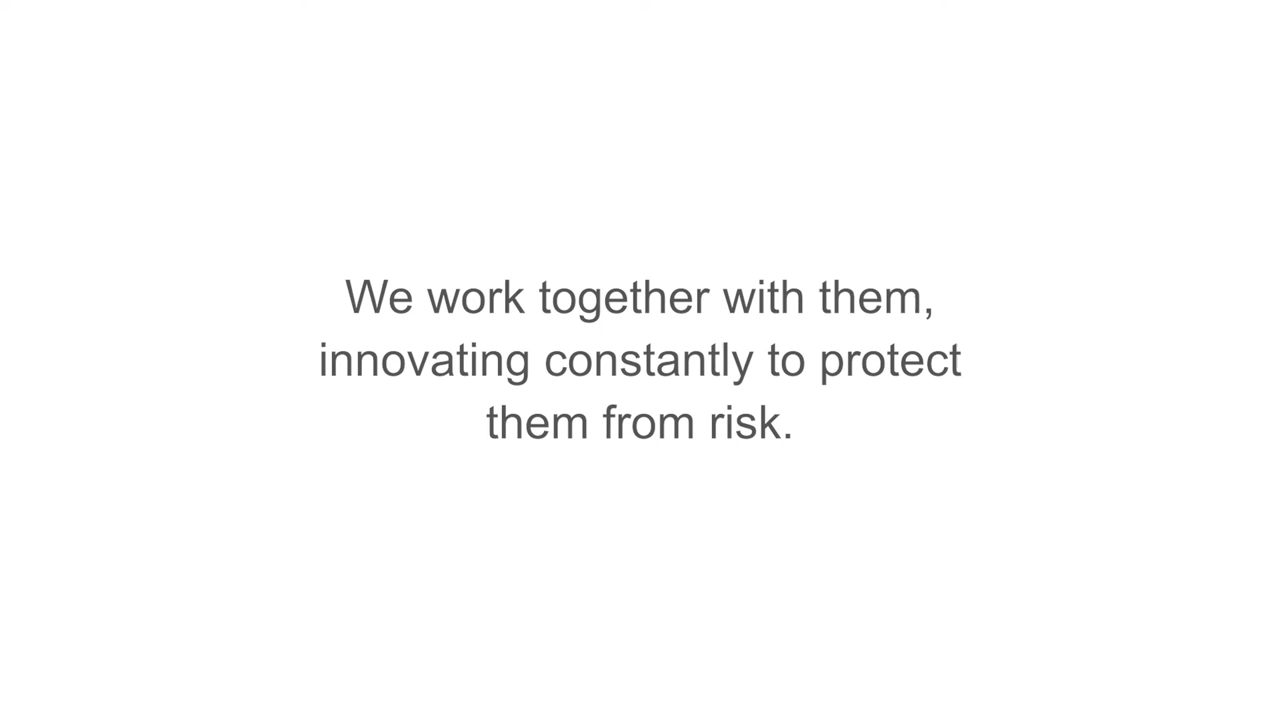 We work together with them,
innovating constantly to protect
them from risk.